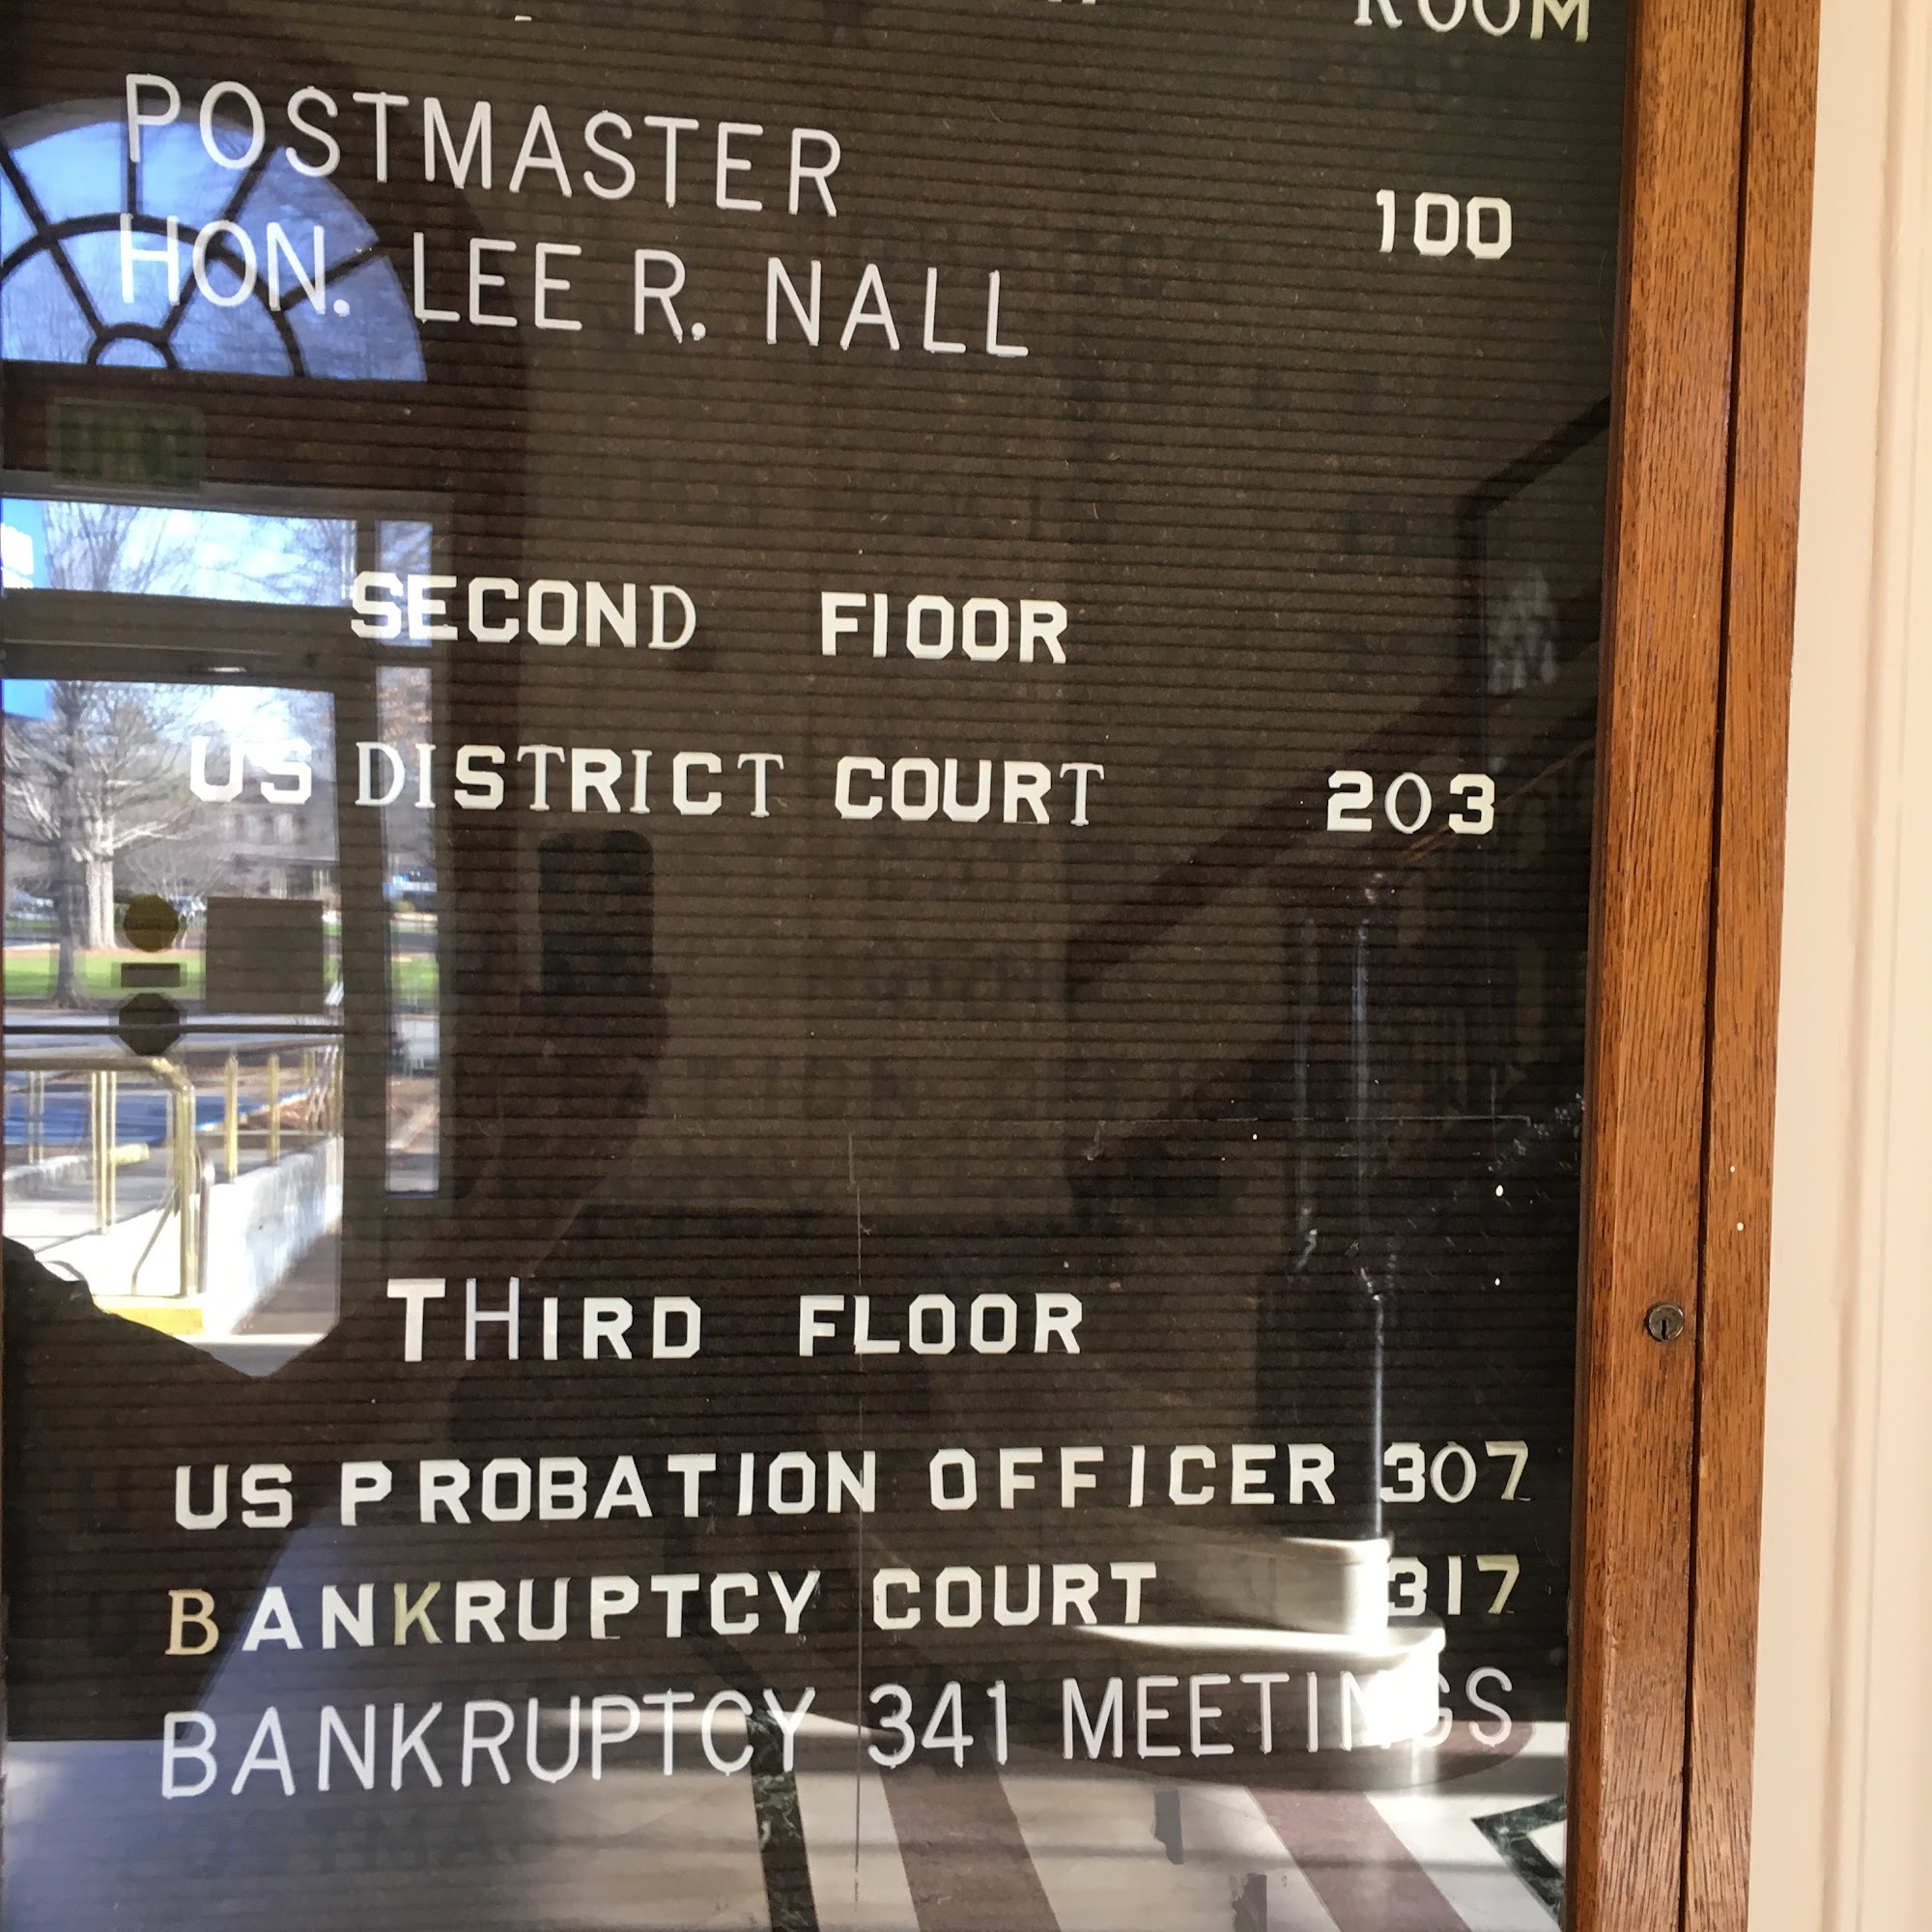 ROOM
POSTMASTER
HON. LEE R. NALL 100
SECOND FIOOR
US DISTRICT COURT 203
THIRD FLOOR
US PROBATION OFFICER 307
BANKRUPTCY COURT 317
BANKRUPTCY 341 MEETINGS